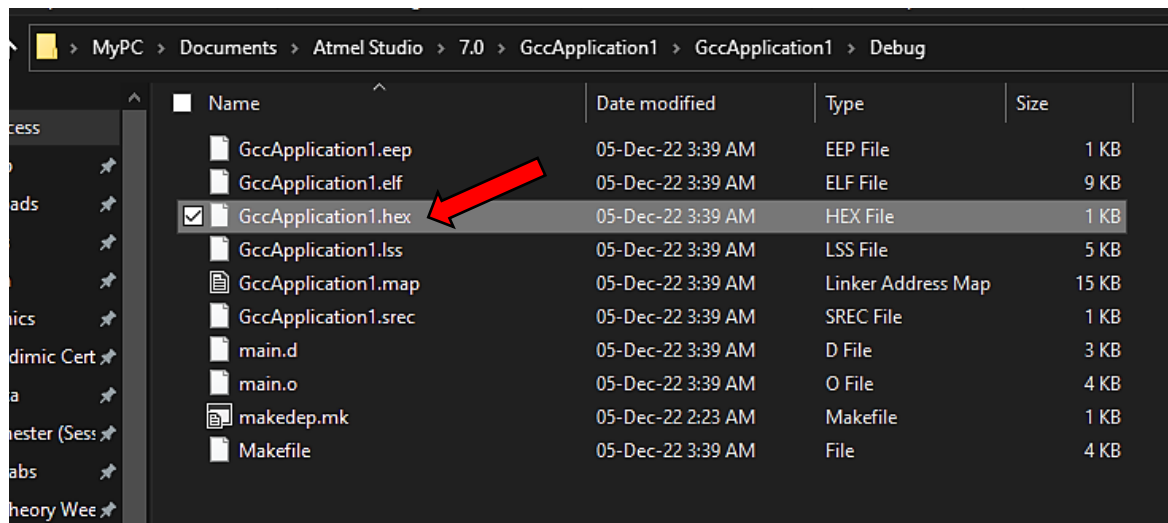 MyPC > Documents > Atmel Studio > 7.0 > GccApplication1 > GccApplication1 > Debug
Name Date modified Type Size
cess
GccApplication1.eep 05-Dec-22 3:39 AM EEP File 1 KB
GccApplication1.elf 05-Dec-22 3:39 AM ELF File 9 KB
ads
GccApplication1.hex 05-Dec-22 3:39 AM HEX File 1 KB
GccApplication1.lss 05-Dec-22 3:39 AM LSS File 5 KB
GccApplication1.map 05-Dec-22 3:39 AM Linker Address Map 15 KB
nics
GccApplication1.srec 05-Dec-22 3:39 AM SREC File 1 KB
dimic Cert
main.d 05-Dec-22 3:39 AM D File 3 KB
main.o 05-Dec-22 3:39 AM O File 4 KB
nester (Sess
makedep.mk 05-Dec-22 2:23 AM Makefile 1 KB
abs
Makefile 05-Dec-22 3:39 AM File 4 KB
heory Wee